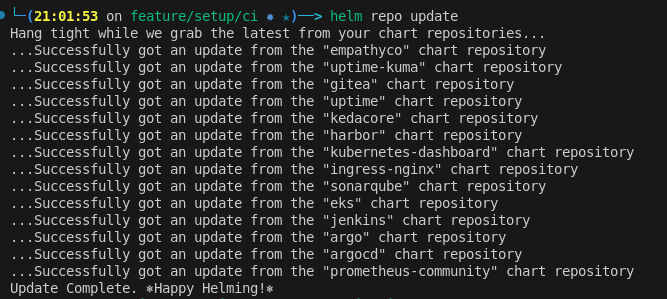 └─(21:01:53 on feature/setup/ci ✹ ✭)──> helm repo update
Hang tight while we grab the latest from your chart repositories...
...Successfully got an update from the "empathyco" chart repository
...Successfully got an update from the "uptime-kuma" chart repository
...Successfully got an update from the "gitea" chart repository
...Successfully got an update from the "uptime" chart repository
...Successfully got an update from the "kedacore" chart repository
...Successfully got an update from the "harbor" chart repository
...Successfully got an update from the "kubernetes-dashboard" chart repository
...Successfully got an update from the "ingress-nginx" chart repository
...Successfully got an update from the "sonarqube" chart repository
...Successfully got an update from the "eks" chart repository
...Successfully got an update from the "jenkins" chart repository
...Successfully got an update from the "argo" chart repository
...Successfully got an update from the "argocd" chart repository
...Successfully got an update from the "prometheus-community" chart repository
Update Complete. ⎈Happy Helming!⎈